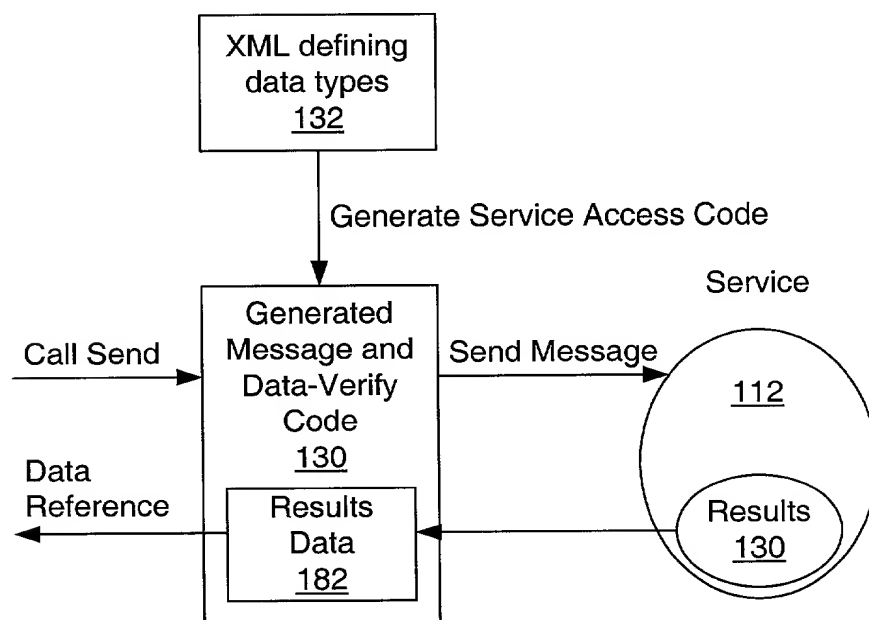 XML defining
data types
132
Generate Service Access Code
Service
Generated
Message and
Data-Verify
Code
130
Call Send
Send Message
112
Data
Reference
Results
Data
182
Results
130